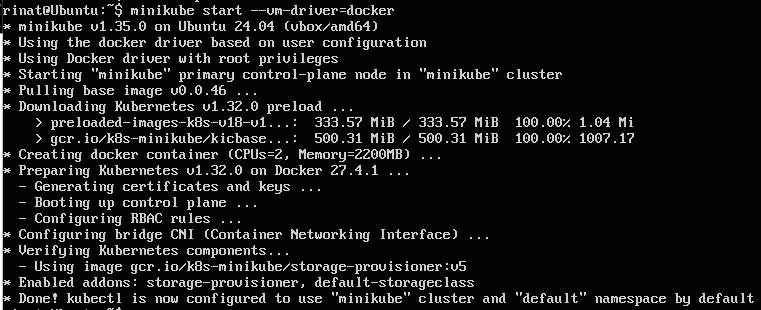 rinat@Ubuntu:~$ minikube start --vm-driver=docker
* minikube v1.35.0 on Ubuntu 24.04 (vbox/amd64)
* Using the docker driver based on user configuration
* Using Docker driver with root privileges
* Starting "minikube" primary control-plane node in "minikube" cluster
* Pulling base image v0.0.46 ...
* Downloading Kubernetes v1.32.0 preload ...
    > preloaded-images-k8s-v18-v1...:  333.57 MiB / 333.57 MiB  100.00% 1.04 Mi
    > gcr.io/k8s-minikube/kicbase...:  500.31 MiB / 500.31 MiB  100.00% 1007.17
* Creating docker container (CPUs=2, Memory=2200MB) ...
* Preparing Kubernetes v1.32.0 on Docker 27.4.1 ...
  - Generating certificates and keys ...
  - Booting up control plane ...
  - Configuring RBAC rules ...
* Configuring bridge CNI (Container Networking Interface) ...
* Verifying Kubernetes components...
  - Using image gcr.io/k8s-minikube/storage-provisioner:v5
* Enabled addons: storage-provisioner, default-storageclass
* Done! kubectl is now configured to use "minikube" cluster and "default" namespace by default